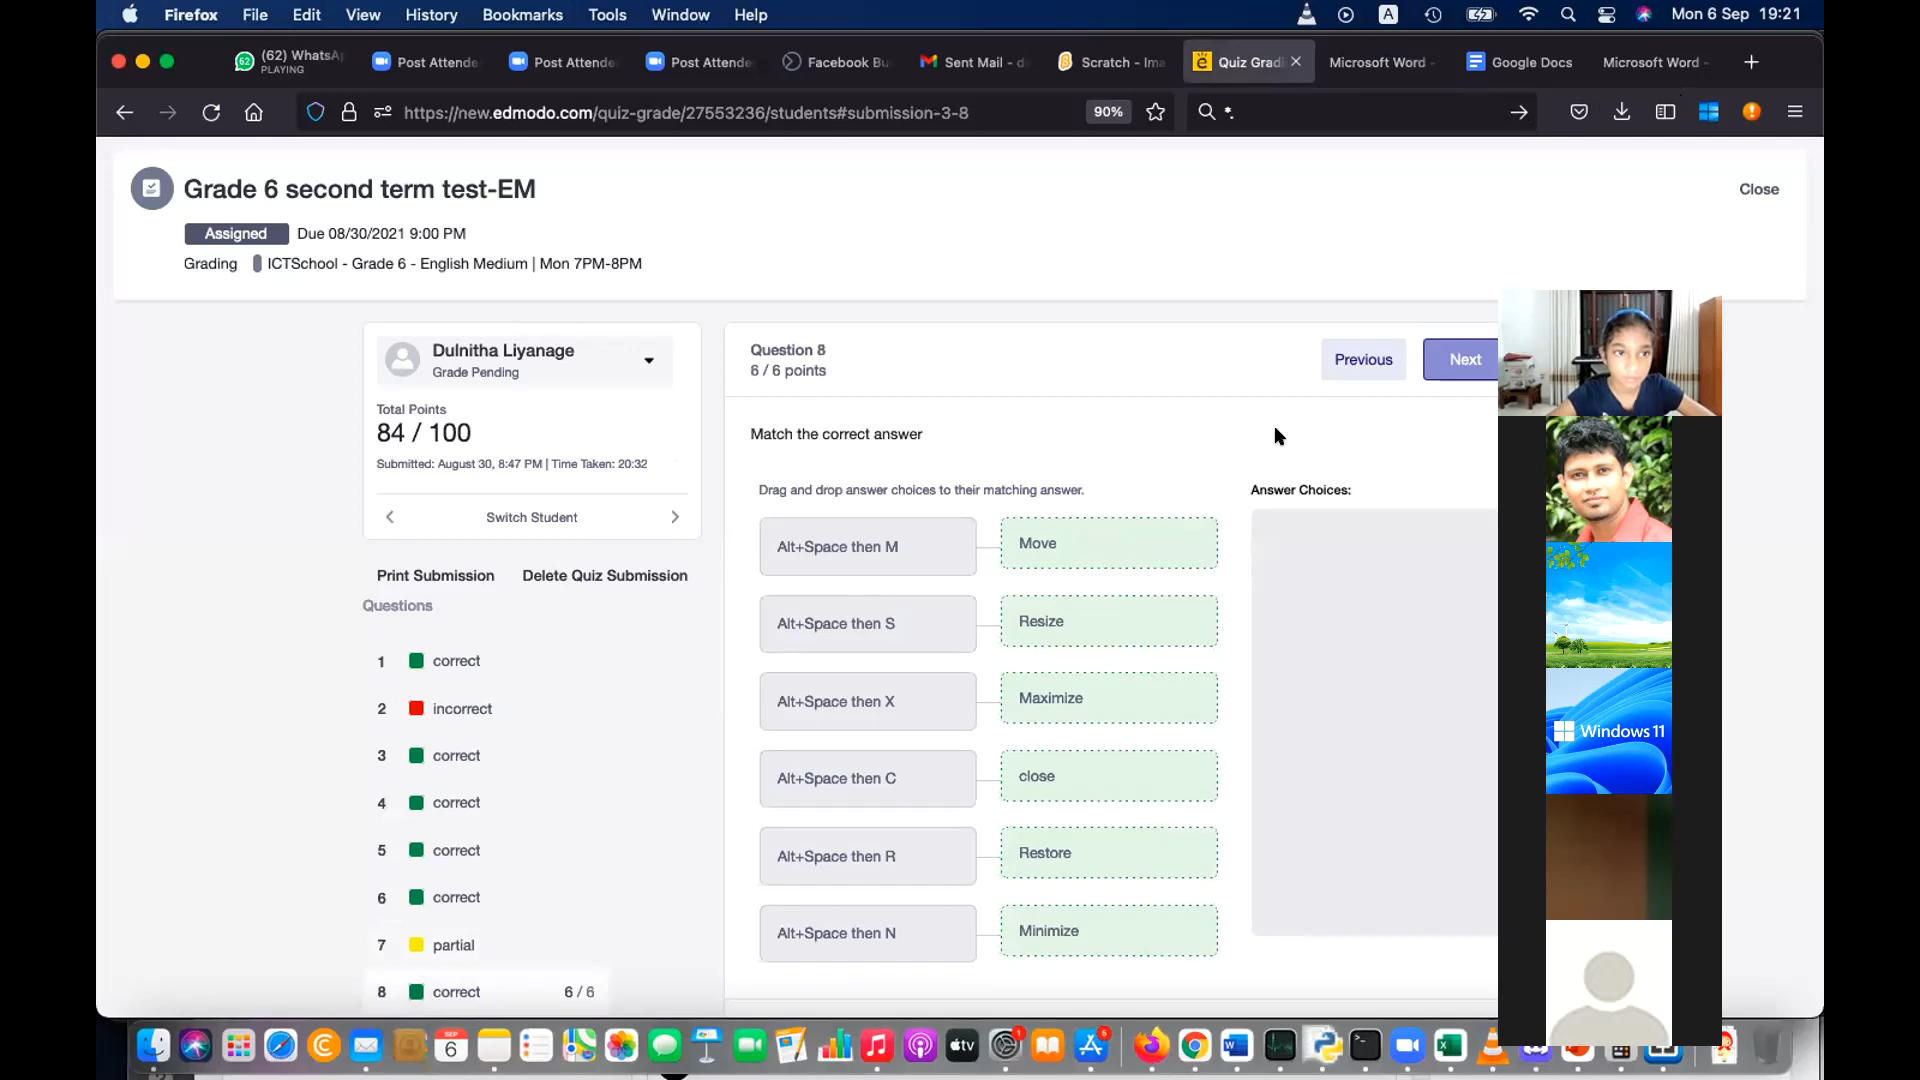 Firefox File Edit View History Bookmarks Tools Window Help
A
Mon 6 Sep 19:21
62 (62) WhatsA
PLAYING
Post Attende
Post Attende
Post Attende
Facebook Bu
Sent Mail - d
Scratch - Ima
Quiz Gradi
Microsoft Word -
Google Docs
Microsoft Word -
https://new.edmodo.com/quiz-grade/27553236/students#submission-3-8
90%
*.
Grade 6 second term test-EM
Close
Assigned Due 08/30/2021 9:00 PM
Grading ICTSchool - Grade 6 - English Medium | Mon 7PM-8PM
Dulnitha Liyanage
Grade Pending
Total Points
84 / 100
Submitted: August 30, 8:47 PM | Time Taken: 20:32
Switch Student
Print Submission Delete Quiz Submission
Questions
1 correct
2 incorrect
3 correct
4 correct
5 correct
6 correct
7 partial
8 correct 6 / 6
Question 8
6 / 6 points
Previous
Next
Match the correct answer
Drag and drop answer choices to their matching answer.
Answer Choices:
Alt+Space then M Move
Alt+Space then S Resize
Alt+Space then X Maximize
Alt+Space then C close
Alt+Space then R Restore
Alt+Space then N Minimize
Windows 11
SEP
6
tv
1
5